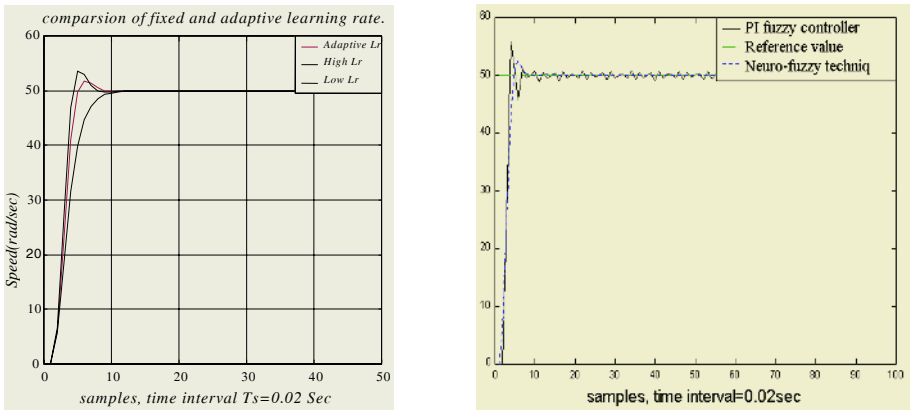 comparsion of fixed and adaptive learning rate.
60
50
40
30
20
10
0
Speed(rad/sec)
Adaptive Lr
High Lr
Low Lr
0 10 20 30 40 50
samples, time interval Ts=0.02 Sec
60
50
40
30
20
10
0
PI fuzzy controller
Reference value
Neuro-fuzzy techniq
0 10 20 30 40 50 60 70 80 90 100
samples, time interval=0.02sec